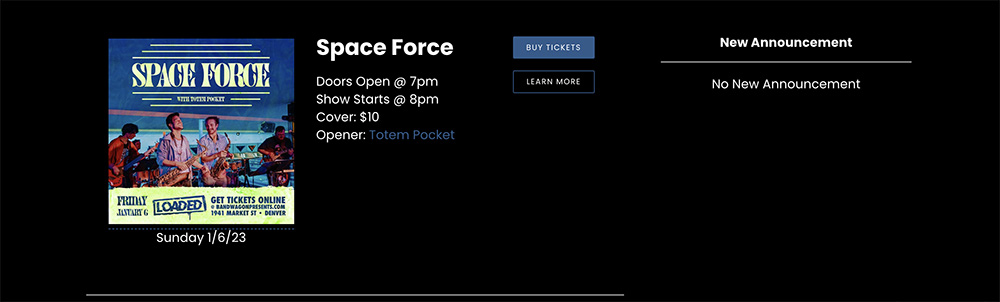 SPACE FORCE
WITH TOTEM POCKET
FRIDAY
JANUARY 6
LOADED
GET TICKETS ONLINE
@ BANDWAGONPRESENTS.COM
1941 MARKET ST • DENVER
Sunday 1/6/23
Space Force
Doors Open @ 7pm
Show Starts @ 8pm
Cover: $10
Opener: Totem Pocket
BUY TICKETS
LEARN MORE
New Announcement
No New Announcement